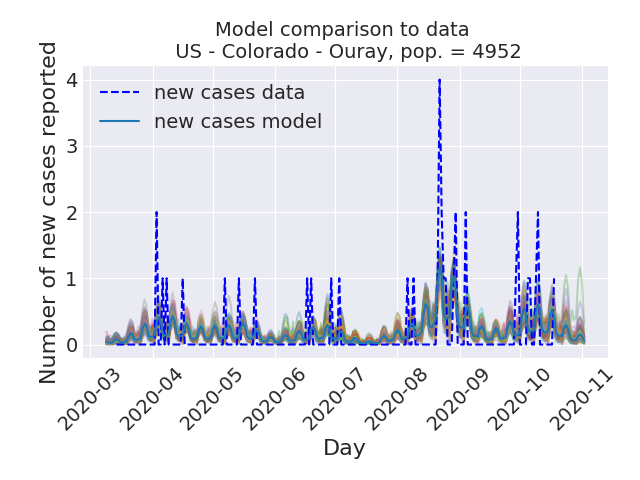 Model comparison to data
US - Colorado - Ouray, pop. = 4952
new cases data
new cases model
Number of new cases reported
4
3
2
1
0
2020-03
2020-04
2020-05
2020-06
2020-07
2020-08
2020-09
2020-10
2020-11
Day